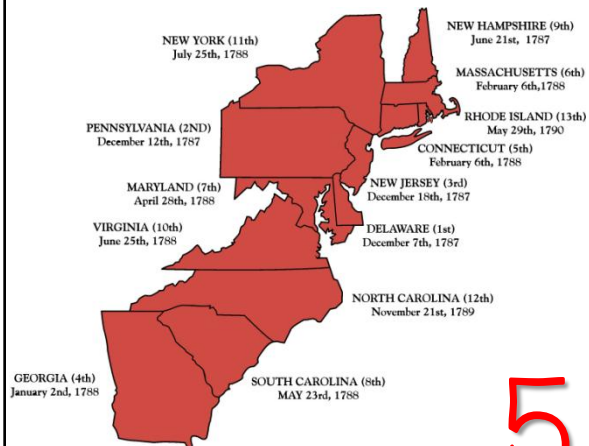 NEW HAMPSHIRE (9th)
June 21st, 1787
NEW YORK (11th)
July 25th, 1788
MASSACHUSETTS (6th)
February 6th,1788
RHODE ISLAND (13th)
May 29th, 1790
PENNSYLVANIA (2ND)
December 12th, 1787
CONNECTICUT (5th)
February 6th, 1788
MARYLAND (7th)
April 28th, 1788
NEW JERSEY (3rd)
December 18th, 1787
VIRGINIA (10th)
June 25th, 1788
DELAWARE (1st)
December 7th, 1787
NORTH CAROLINA (12th)
November 21st, 1789
GEORGIA (4th)
January 2nd, 1788
SOUTH CAROLINA (8th)
MAY 23rd, 1788
5